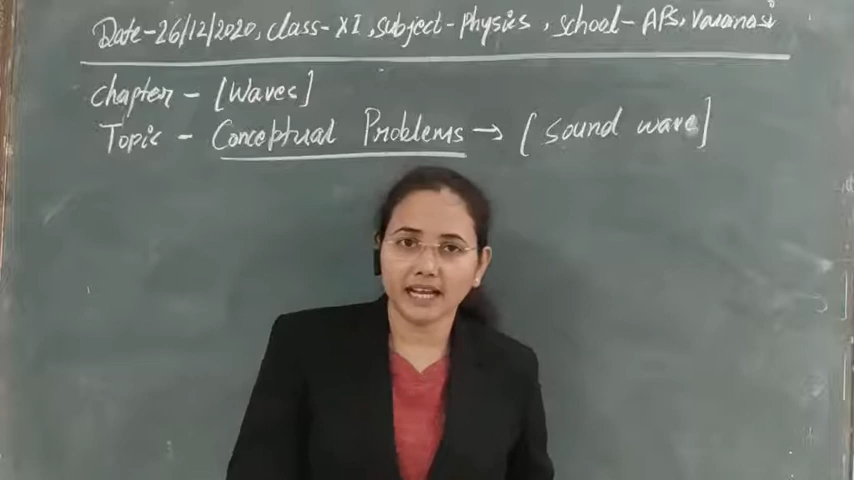 Date-26/12/2020, Class-XI, Subject-Physics, School-APS, Varanasi
Chapter - [Waves]
Topic - Conceptual Problems → [Sound wave]